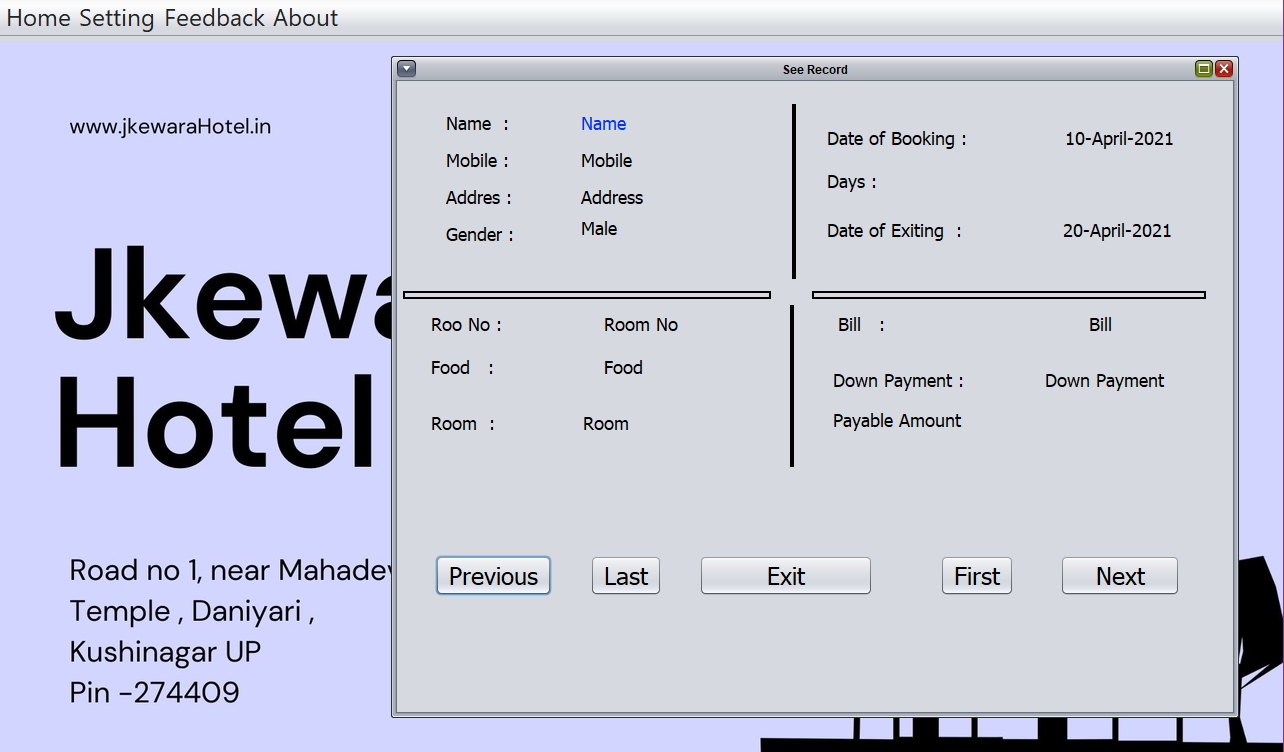 Home Setting Feedback About
www.jkewaraHotel.in
Jkewa
Hotel
Road no 1, near Mahadev
Temple , Daniyari ,
Kushinagar UP
Pin -274409
See Record
Name : Name
Mobile : Mobile
Addres : Address
Gender : Male
Date of Booking : 10-April-2021
Days :
Date of Exiting : 20-April-2021
Roo No : Room No
Food : Food
Room : Room
Bill : Bill
Down Payment : Down Payment
Payable Amount
Previous Last Exit First Next